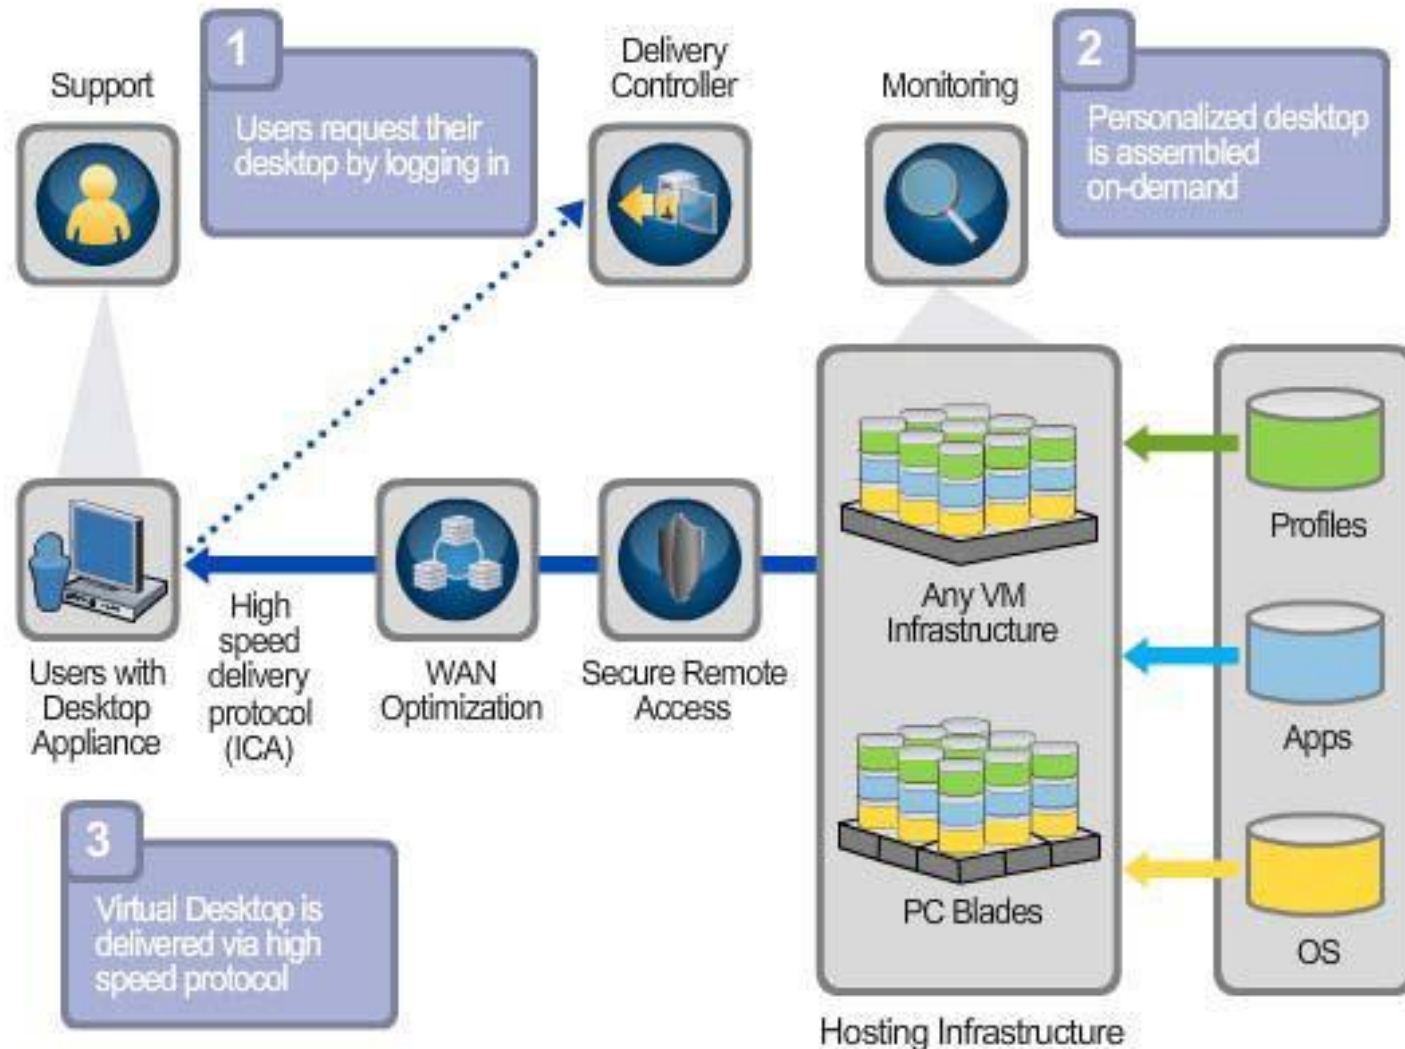 Support
1
Users request their
desktop by logging in
Delivery
Controller
Monitoring
2
Personalized desktop
is assembled
on-demand
Users with
Desktop
Appliance
High
speed
delivery
protocol
(ICA)
WAN
Optimization
Secure Remote
Access
Any VM
Infrastructure
PC Blades
Hosting Infrastructure
Profiles
Apps
OS
3
Virtual Desktop is
delivered via high
speed protocol